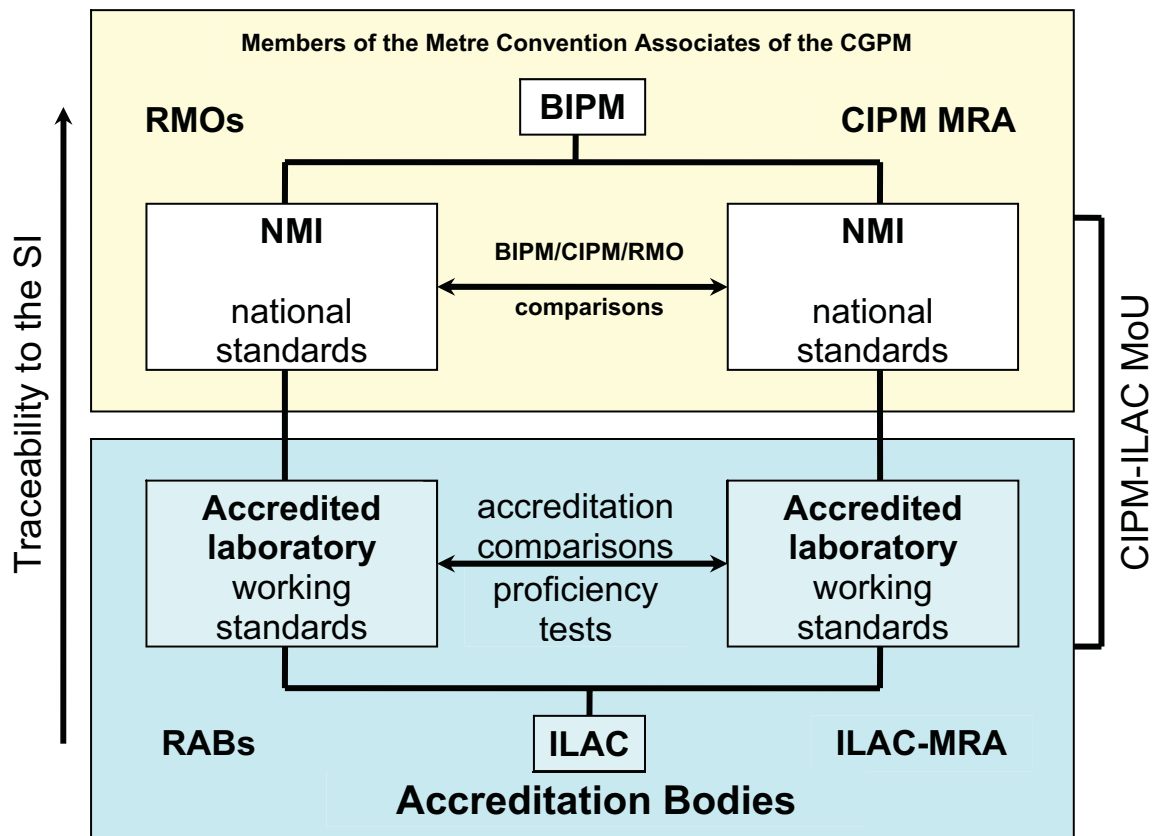 Members of the Metre Convention Associates of the CGPM
BIPM
RMOs
CIPM MRA
NMI
national
standards
BIPM/CIPM/RMO
comparisons
NMI
national
standards
Traceability to the SI
CIPM-ILAC MoU
Accredited
laboratory
working
standards
accreditation
comparisons
proficiency
tests
Accredited
laboratory
working
standards
RABs
ILAC
ILAC-MRA
Accreditation Bodies